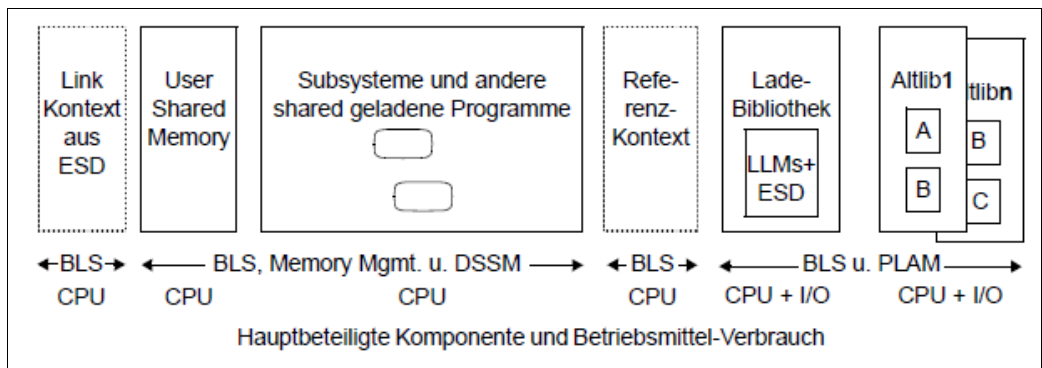 Link
Kontext
aus
ESD
User
Shared
Memory
Subsysteme und andere
shared geladene Programme
Refe-
renz-
Kontext
Lade-
Bibliothek
LLMs+
ESD
Altlib1
A
B
tlibn
B
C
BLS
BLS, Memory Mgmt. u. DSSM
BLS
BLS u. PLAM
CPU
CPU
CPU
CPU
CPU + I/O
CPU + I/O
Hauptbeteiligte Komponente und Betriebsmittel-Verbrauch